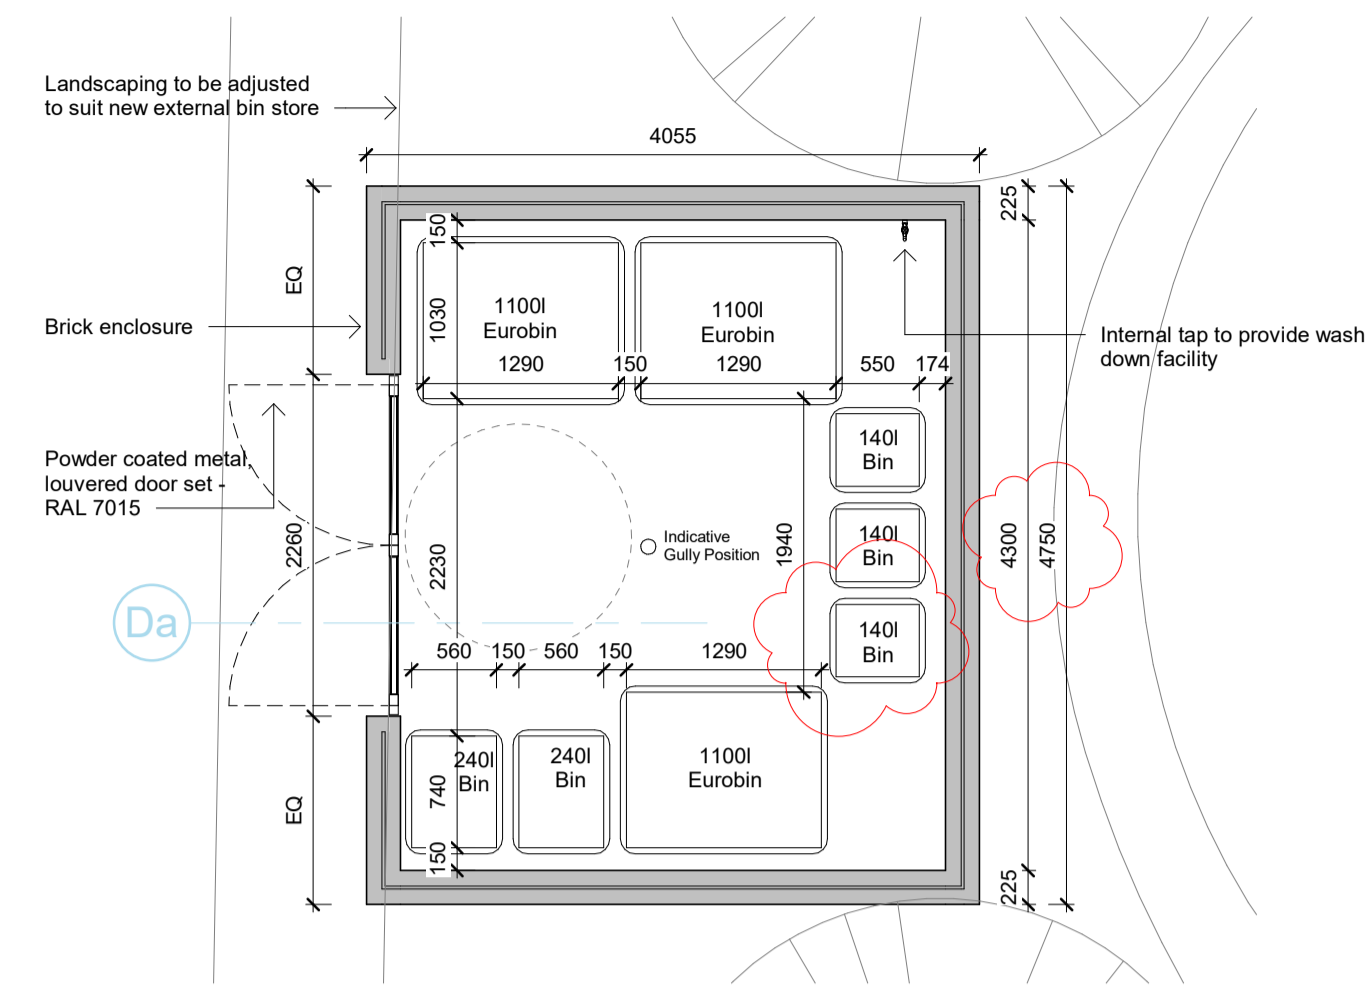 Landscaping to be adjusted
to suit new external bin store
4055
225
150
EQ
1030
1100l
Eurobin
1100l
Eurobin
Brick enclosure
Internal tap to provide wash
down facility
1290
150
1290
550
174
140l
Bin
Powder coated metal
louvered door set -
RAL 7015
2260
2230
Indicative
Gully Position
1940
140l
Bin
4300
4750
Da
560
150
560
150
1290
140l
Bin
740
240l
Bin
240l
Bin
1100l
Eurobin
EQ
150
225